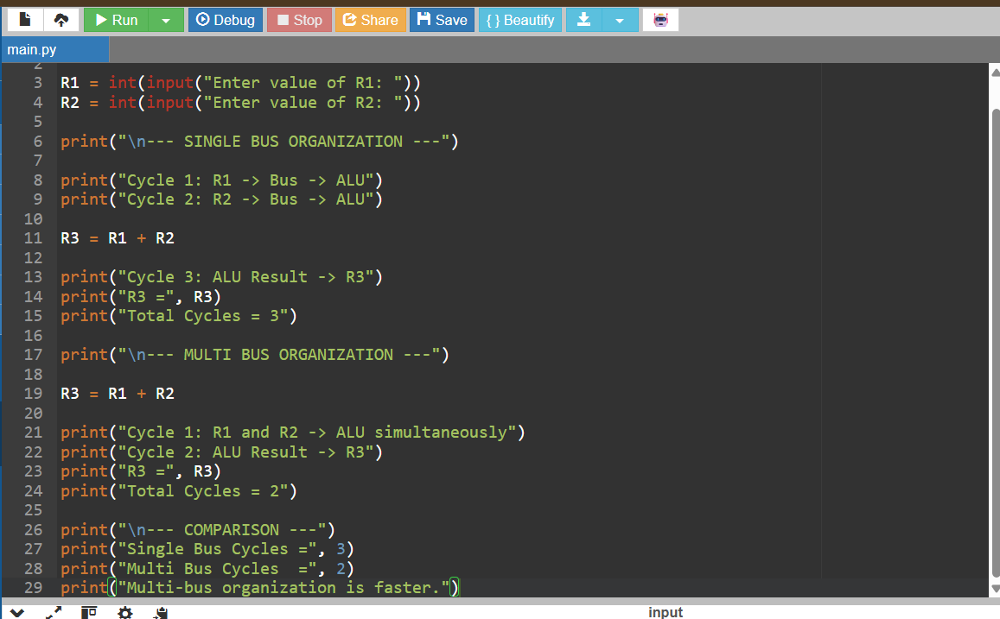 Run Debug Stop Share Save { } Beautify
main.py
2
3 R1 = int(input("Enter value of R1: "))
4 R2 = int(input("Enter value of R2: "))
5
6 print("\n--- SINGLE BUS ORGANIZATION ---")
7
8 print("Cycle 1: R1 -> Bus -> ALU")
9 print("Cycle 2: R2 -> Bus -> ALU")
10
11 R3 = R1 + R2
12
13 print("Cycle 3: ALU Result -> R3")
14 print("R3 =", R3)
15 print("Total Cycles = 3")
16
17 print("\n--- MULTI BUS ORGANIZATION ---")
18
19 R3 = R1 + R2
20
21 print("Cycle 1: R1 and R2 -> ALU simultaneously")
22 print("Cycle 2: ALU Result -> R3")
23 print("R3 =", R3)
24 print("Total Cycles = 2")
25
26 print("\n--- COMPARISON ---")
27 print("Single Bus Cycles =", 3)
28 print("Multi Bus Cycles  =", 2)
29 print("Multi-bus organization is faster.")
input